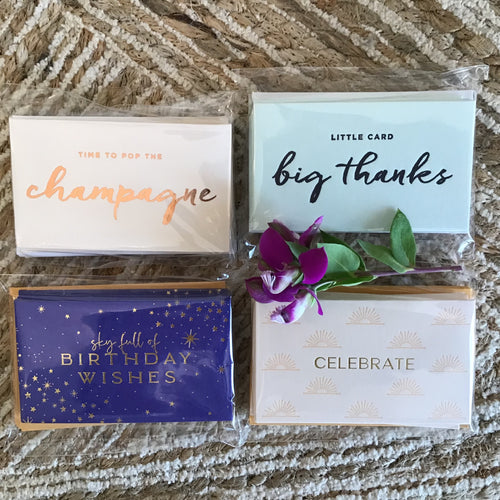 TIME TO POP THE
champagne
LITTLE CARD
big thanks
sky full of
BIRTHDAY
WISHES
CELEBRATE